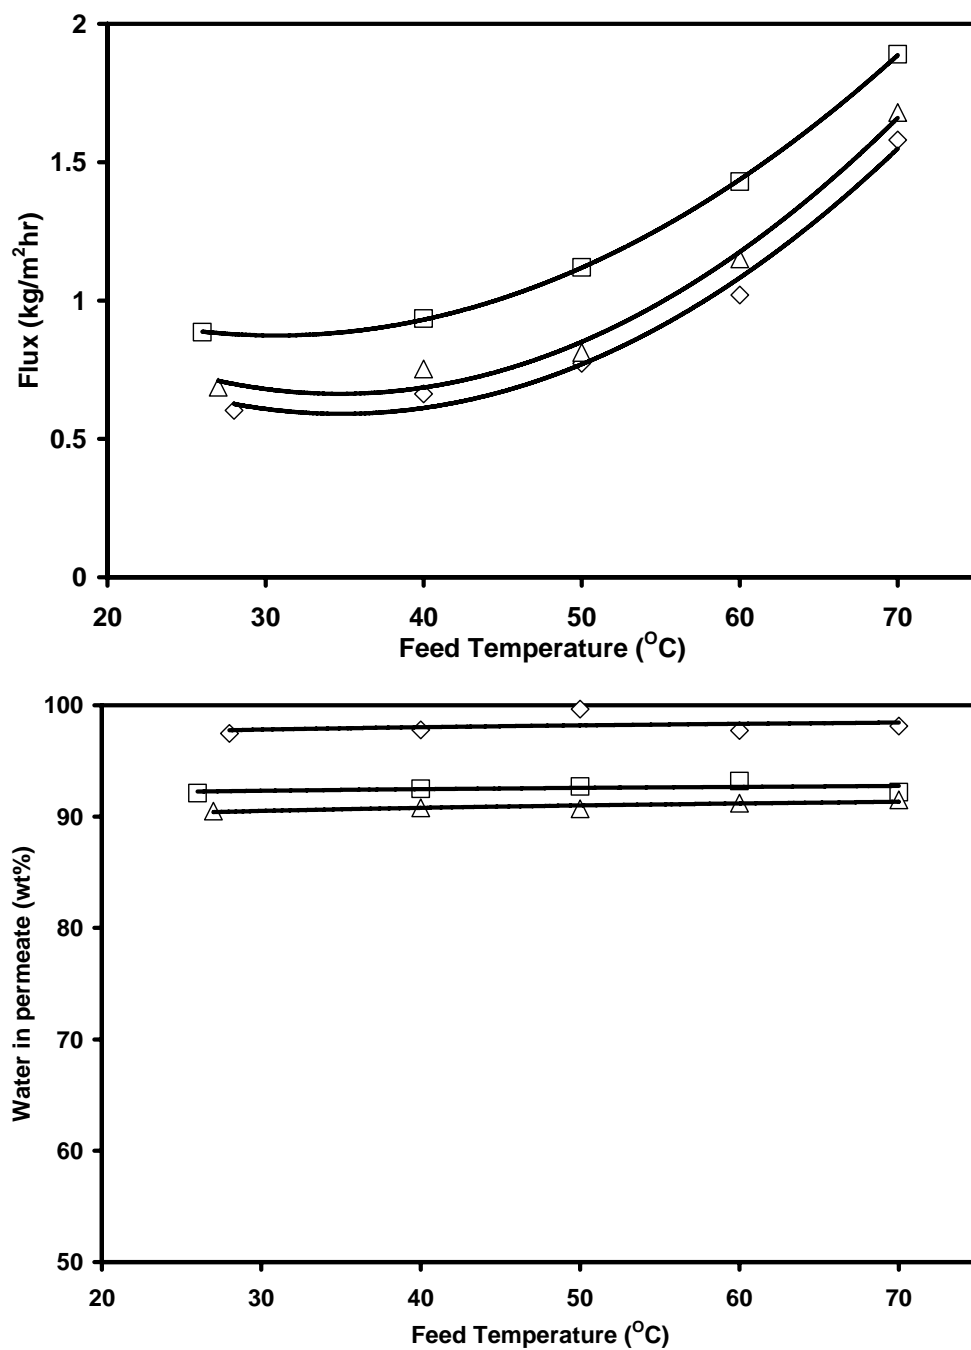 2
1.5
1
0.5
0
20 30 40 50 60 70
Flux (kg/m²hr)
Feed Temperature (ᴼC)
100
90
80
70
60
50
20 30 40 50 60 70
Water in permeate (wt%)
Feed Temperature (ᴼC)